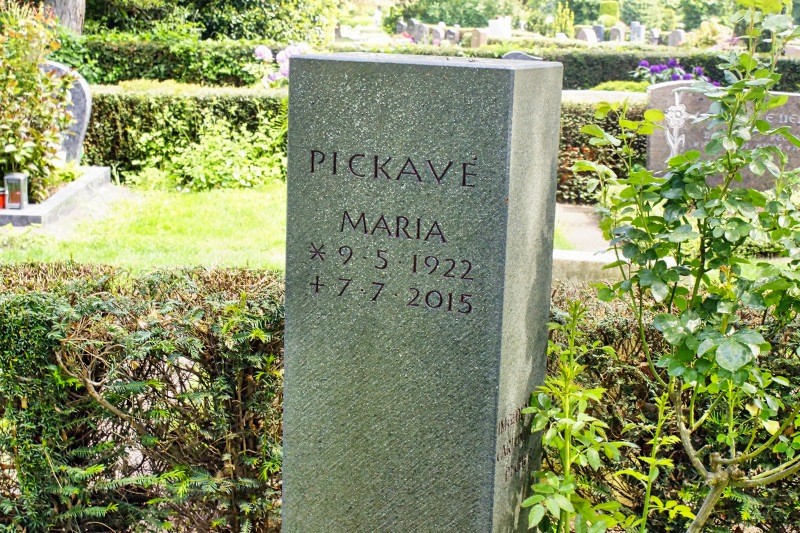 PICKAVÉ
MARIA
* 9·5·1922
+ 7·7·2015